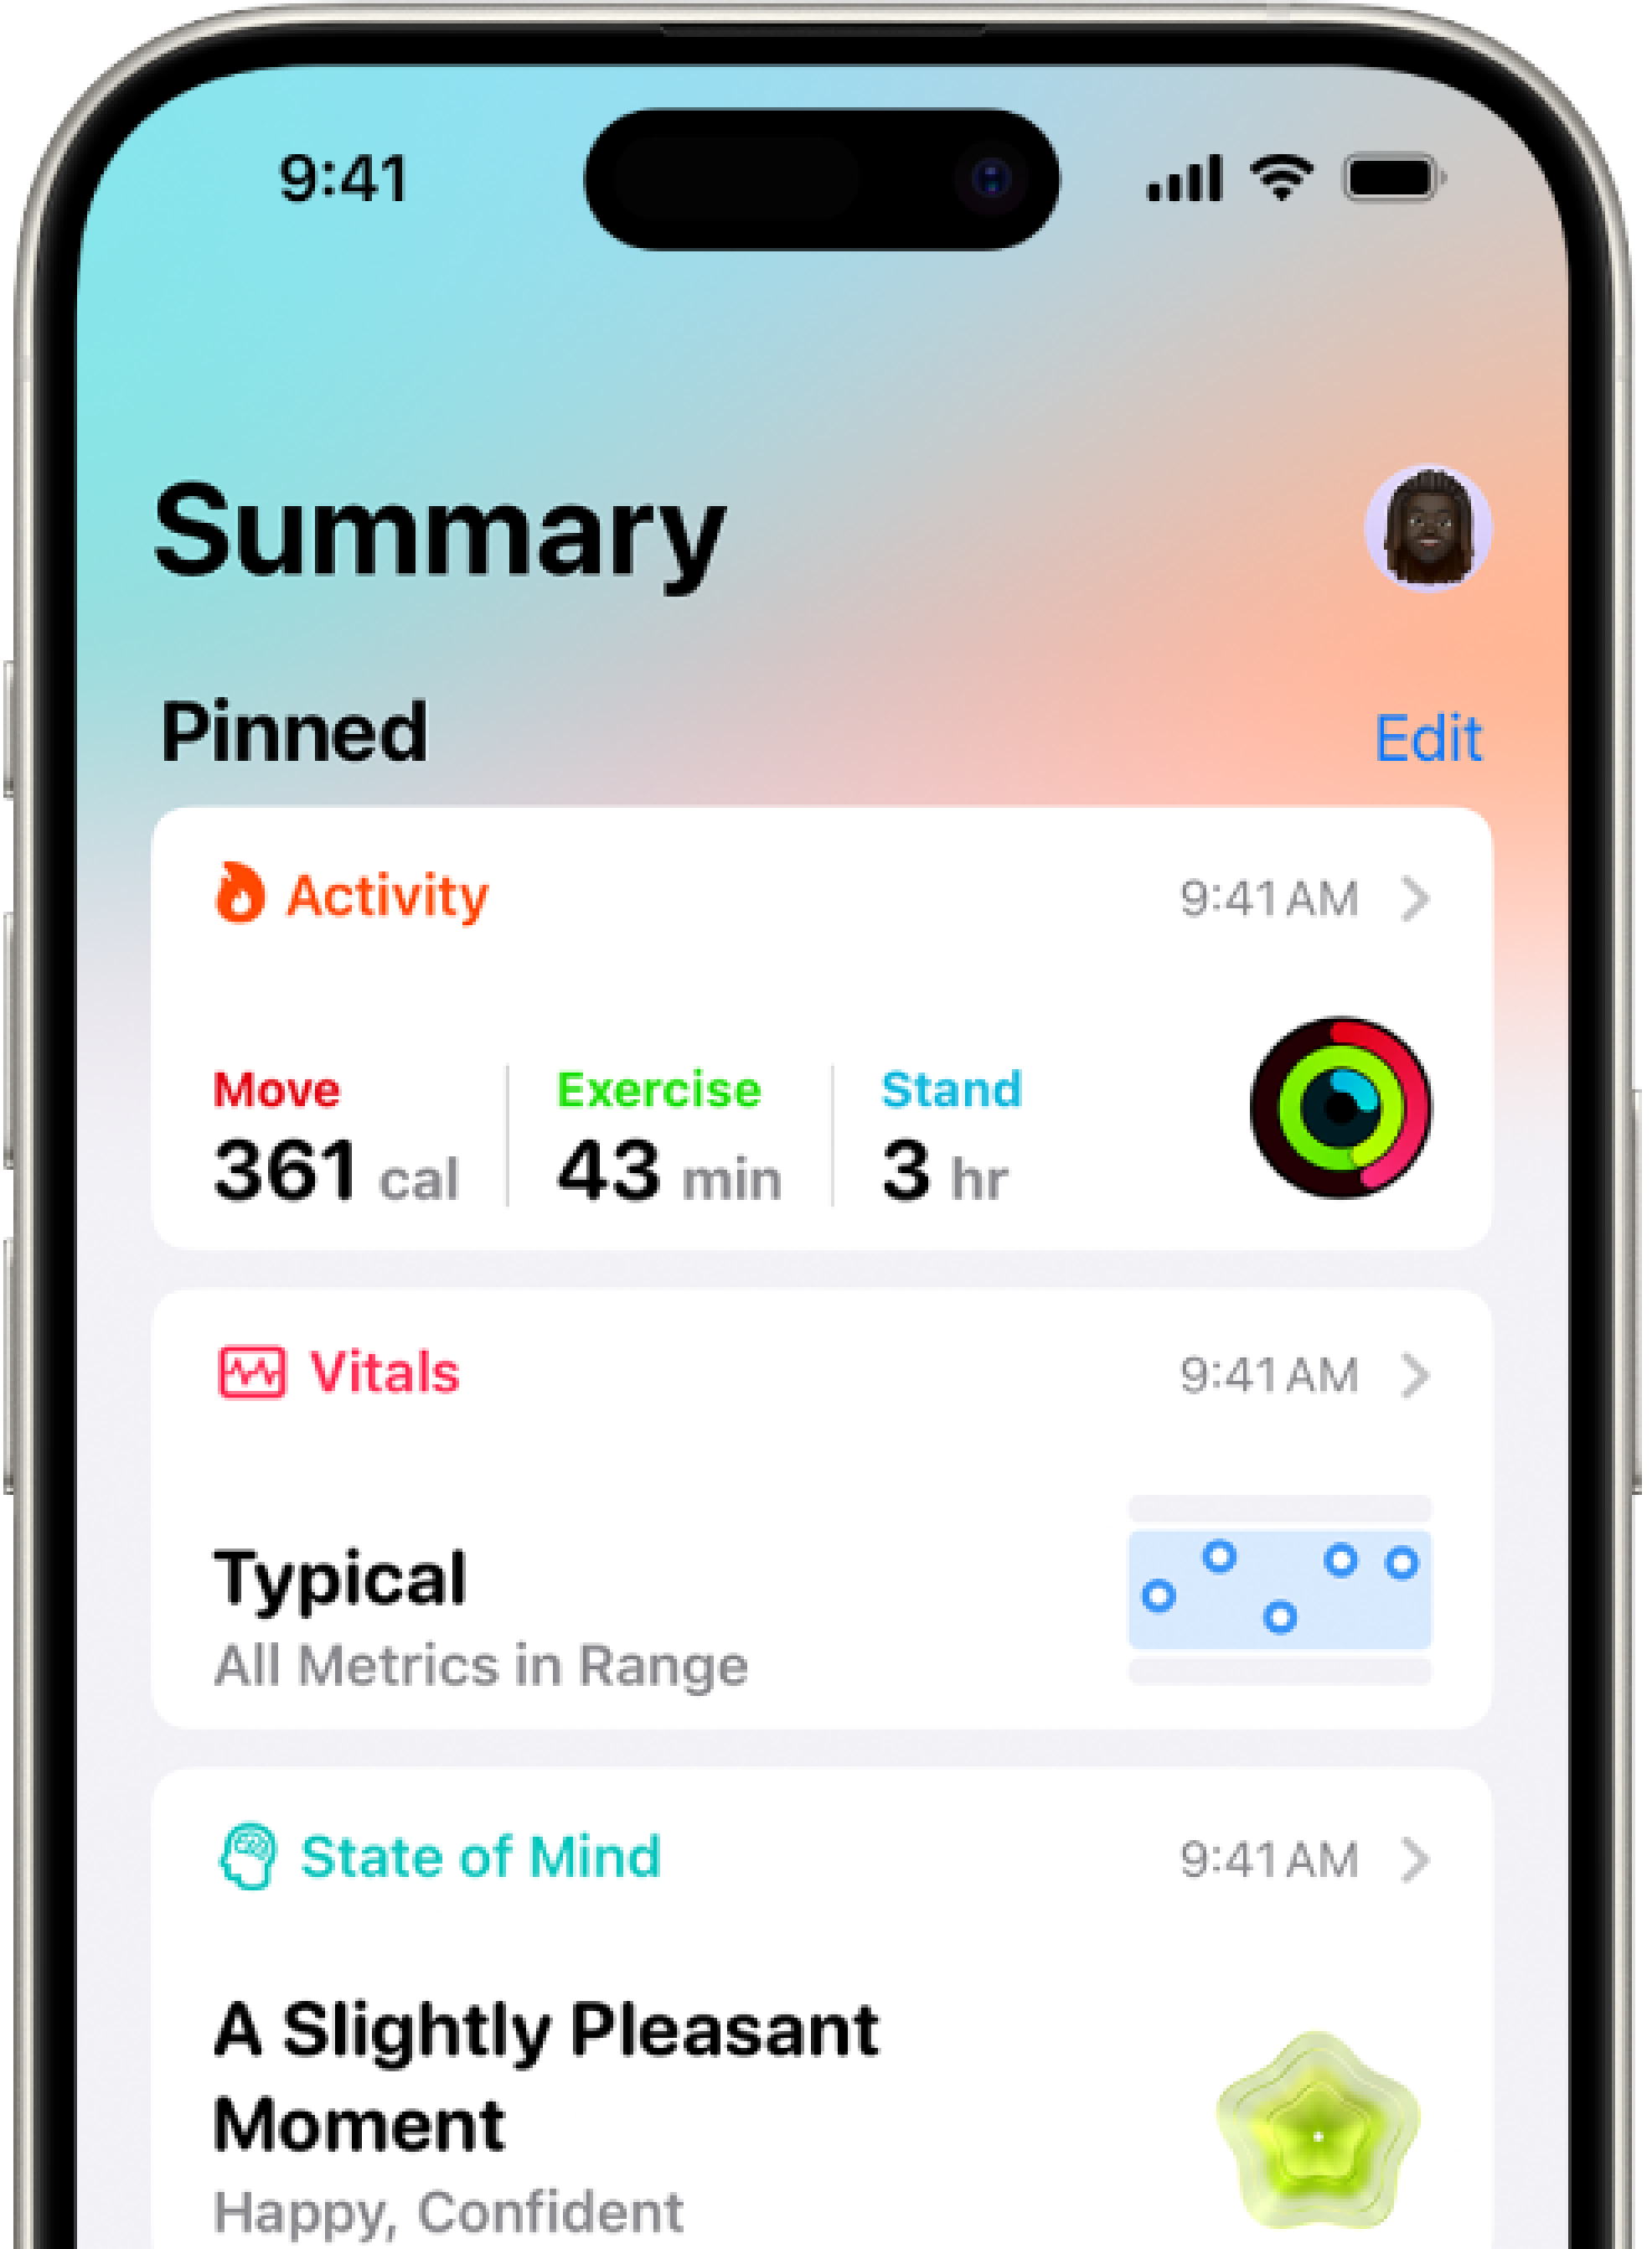 9:41
Summary
Pinned
Edit
Activity
9:41 AM
Move
Exercise
Stand
361 cal
43 min
3 hr
Vitals
9:41 AM
Typical
All Metrics in Range
State of Mind
9:41 AM
A Slightly Pleasant
Moment
Happy, Confident